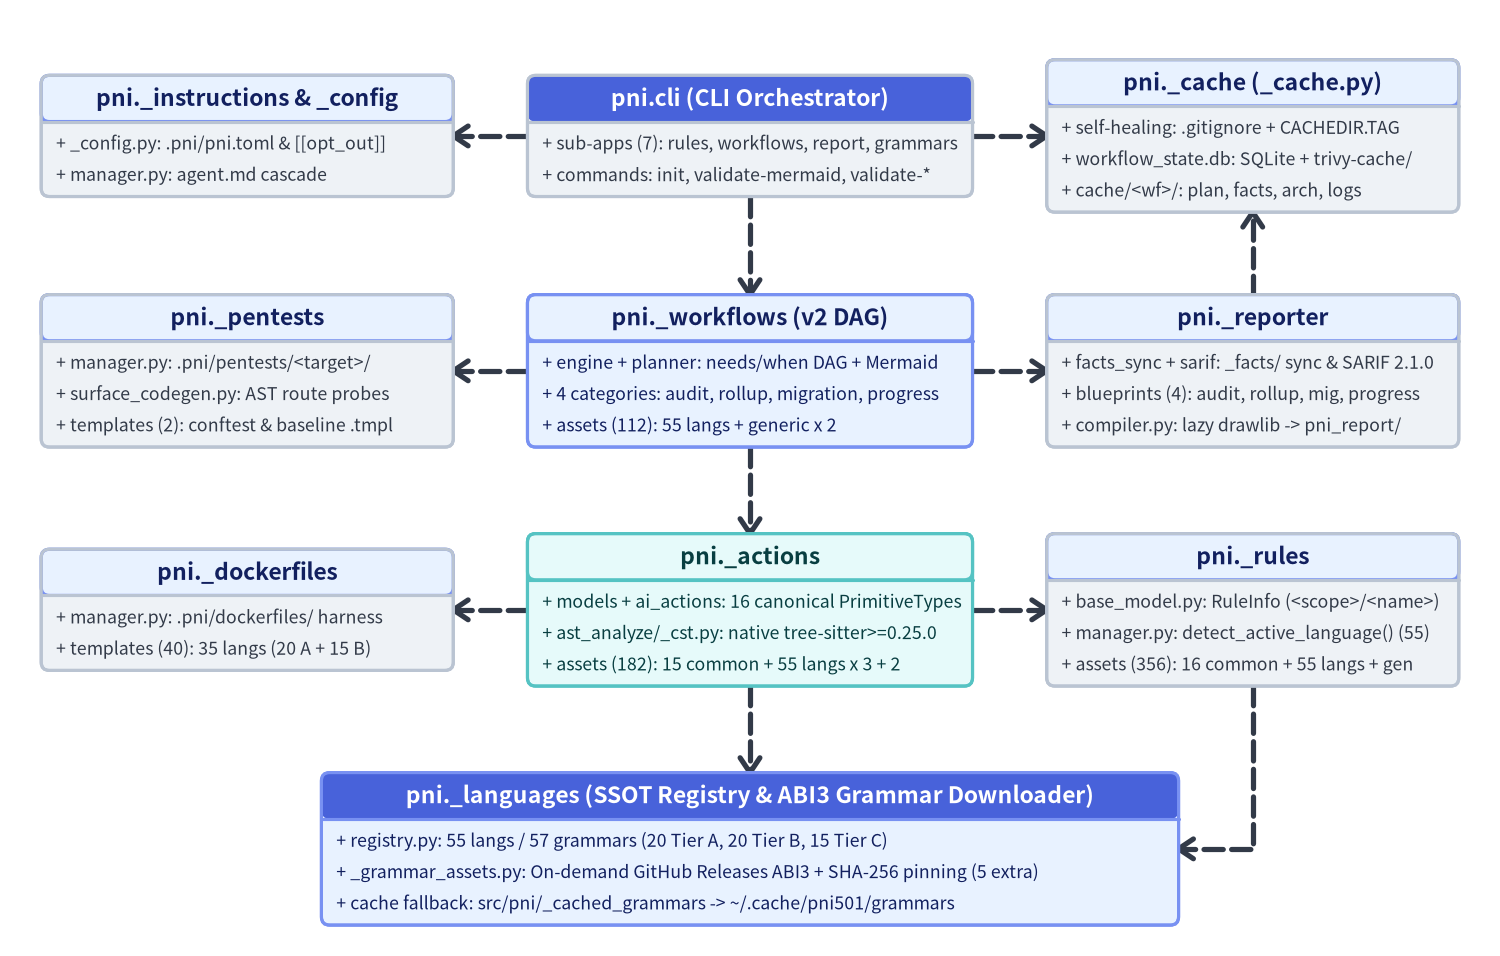 pni._instructions & _config
+ _config.py: .pni/pni.toml & [[opt_out]]
+ manager.py: agent.md cascade
pni.cli (CLI Orchestrator)
+ sub-apps (7): rules, workflows, report, grammars
+ commands: init, validate-mermaid, validate-*
pni._cache (_cache.py)
+ self-healing: .gitignore + CACHEDIR.TAG
+ workflow_state.db: SQLite + trivy-cache/
+ cache/<wf>/: plan, facts, arch, logs
pni._pentests
+ manager.py: .pni/pentests/<target>/
+ surface_codegen.py: AST route probes
+ templates (2): conftest & baseline .tmpl
pni._workflows (v2 DAG)
+ engine + planner: needs/when DAG + Mermaid
+ 4 categories: audit, rollup, migration, progress
+ assets (112): 55 langs + generic x 2
pni._reporter
+ facts_sync + sarif: _facts/ sync & SARIF 2.1.0
+ blueprints (4): audit, rollup, mig, progress
+ compiler.py: lazy drawlib -> pni_report/
pni._dockerfiles
+ manager.py: .pni/dockerfiles/ harness
+ templates (40): 35 langs (20 A + 15 B)
pni._actions
+ models + ai_actions: 16 canonical PrimitiveTypes
+ ast_analyze/_cst.py: native tree-sitter>=0.25.0
+ assets (182): 15 common + 55 langs x 3 + 2
pni._rules
+ base_model.py: RuleInfo (<scope>/<name>)
+ manager.py: detect_active_language() (55)
+ assets (356): 16 common + 55 langs + gen
pni._languages (SSOT Registry & ABI3 Grammar Downloader)
+ registry.py: 55 langs / 57 grammars (20 Tier A, 20 Tier B, 15 Tier C)
+ _grammar_assets.py: On-demand GitHub Releases ABI3 + SHA-256 pinning (5 extra)
+ cache fallback: src/pni/_cached_grammars -> ~/.cache/pni501/grammars